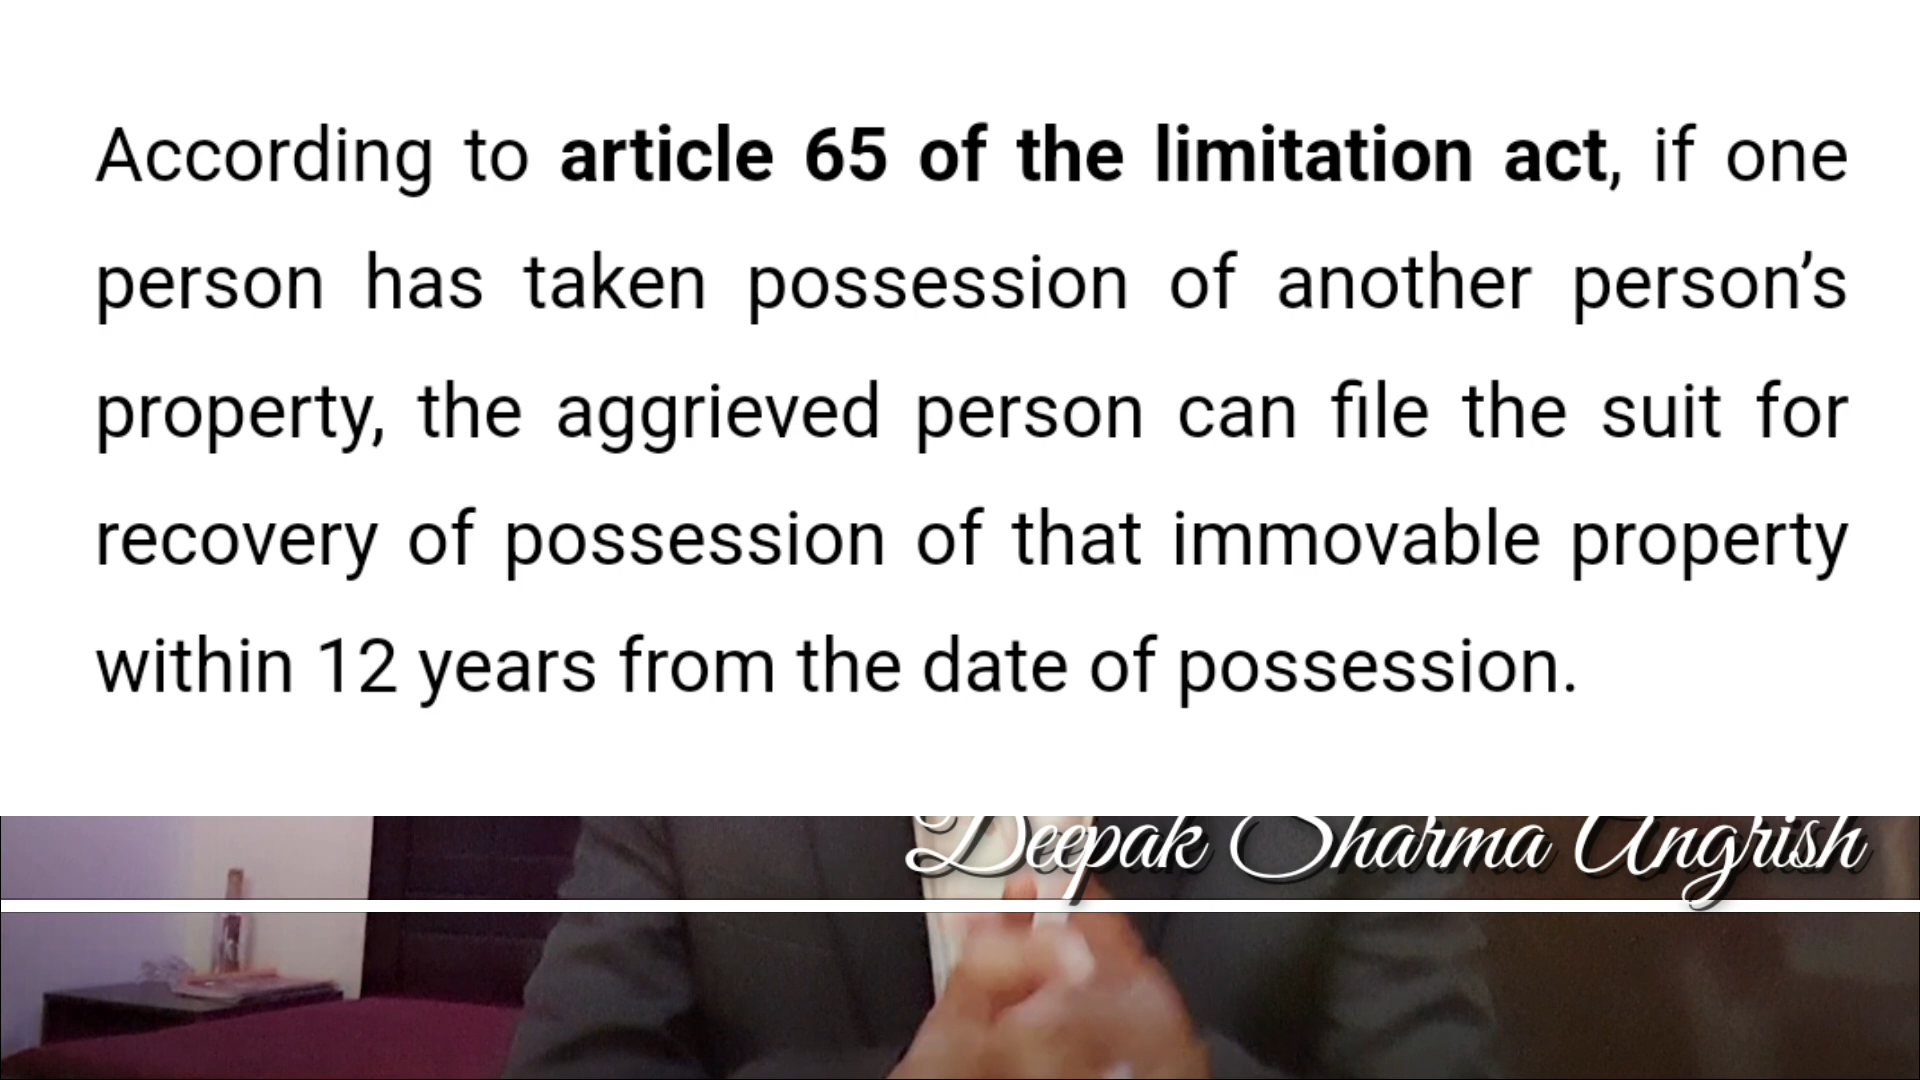 According to article 65 of the limitation act, if one
person has taken possession of another person’s
property, the aggrieved person can file the suit for
recovery of possession of that immovable property
within 12 years from the date of possession.
Deepak Sharma Angrish